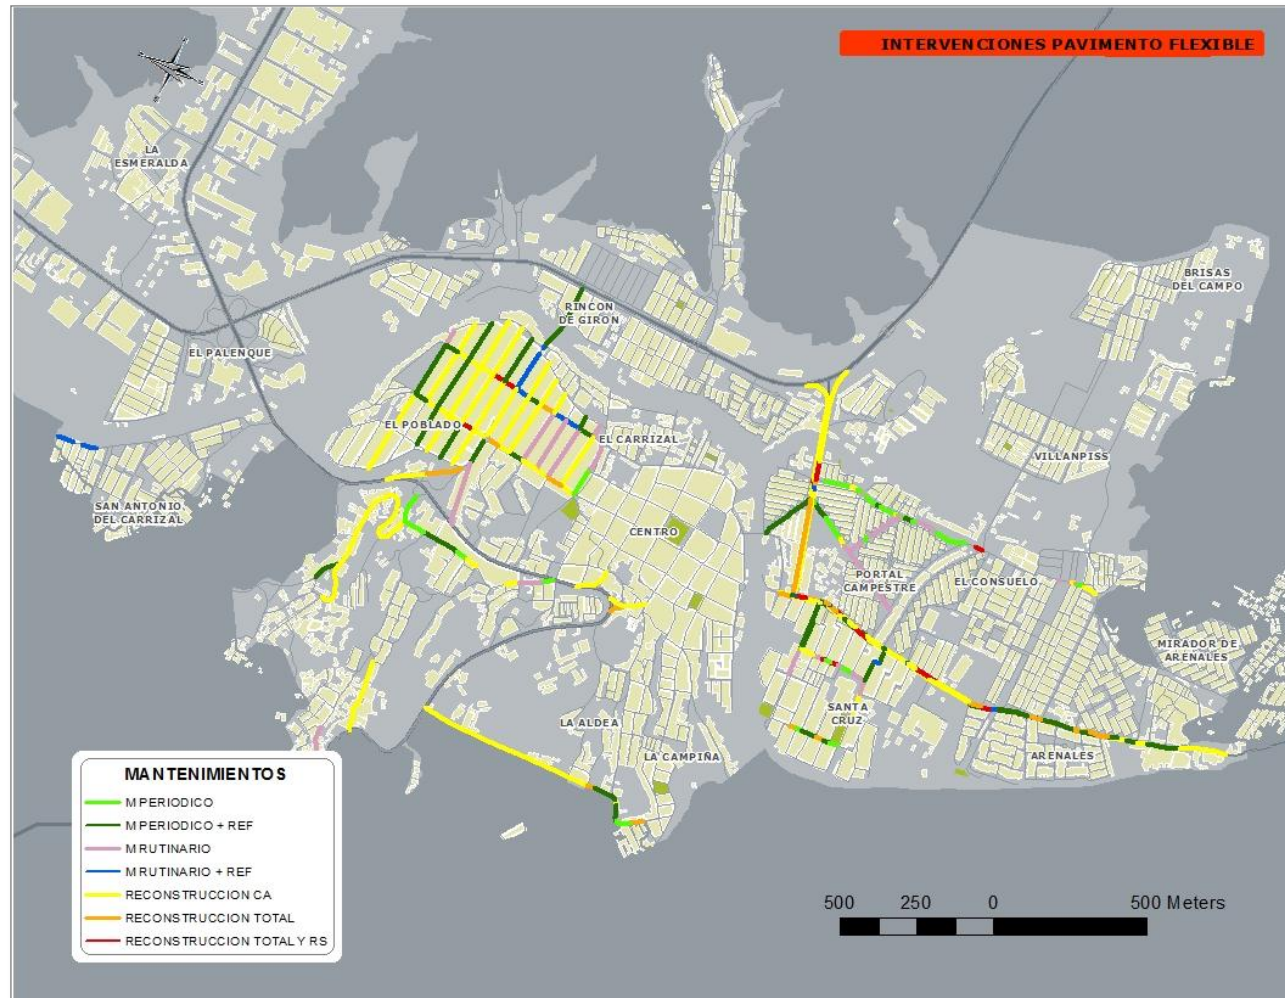 INTERVENCIONES PAVIMENTO FLEXIBLE
LA
ESMERALDA
BRISAS
DEL CAMPO
RINCON
DE GIRON
EL PALENQUE
EL POBLADO
EL CARRIZAL
VILLANPISS
SAN ANTONIO
DEL CARRIZAL
CENTRO
PORTAL
CAMPESTRE
EL CONSUELO
MIRADOR DE
ARENALES
LA ALDEA
SANTA
CRUZ
LA CAMPIÑA
ARENALES
MANTENIMIENTOS
M PERIODICO
M PERIODICO + REF
M RUTINARIO
M RUTINARIO + REF
RECONSTRUCCION CA
RECONSTRUCCION TOTAL
RECONSTRUCCION TOTAL Y RS
500 250 0 500 Meters